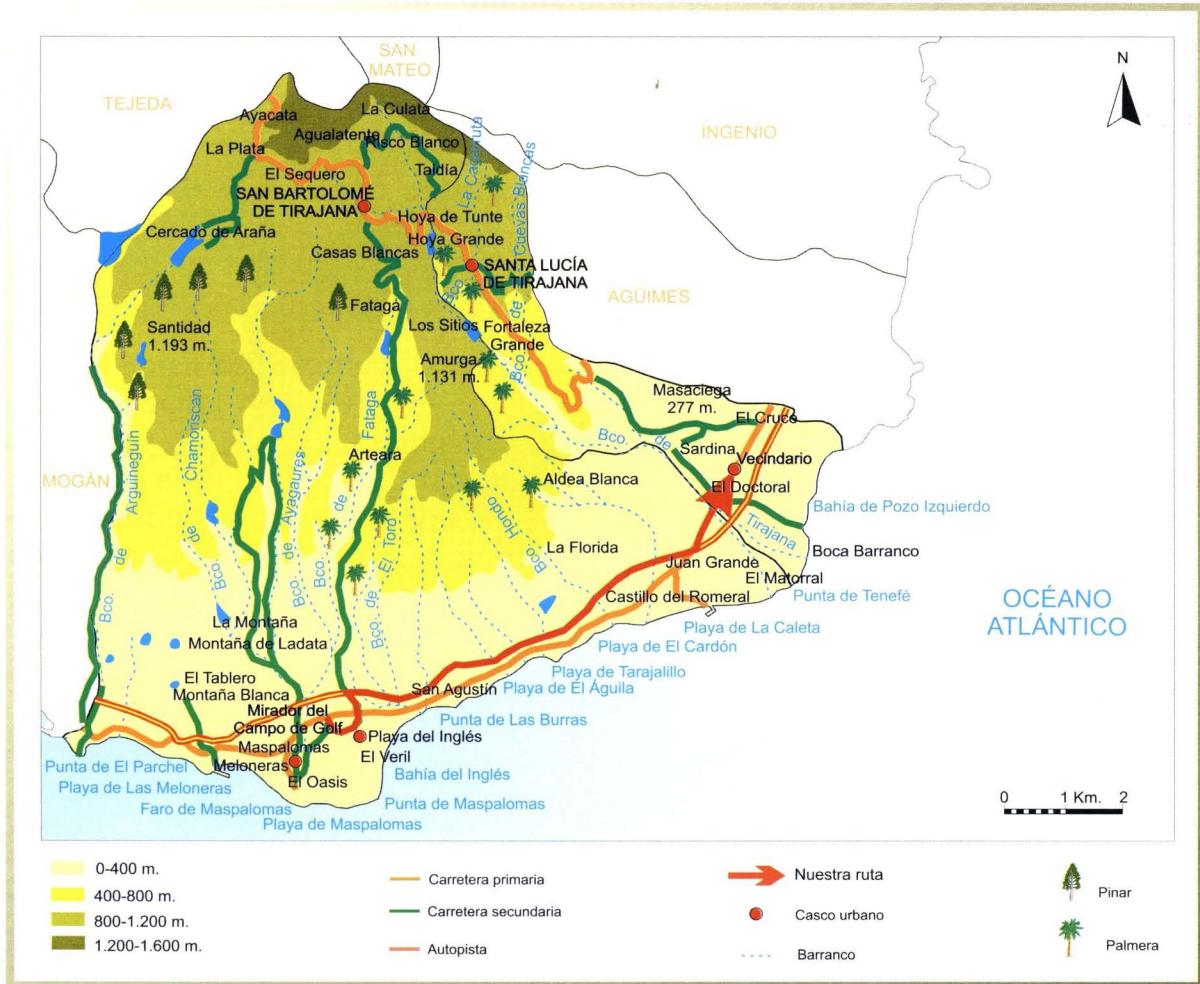 SAN
MATEO
TEJEDA
N
La Culata
Ayacata
INGENIO
Agualatente
Risco Blanco
La Plata
Taldía
El Sequero
La Cagarruta
SAN BARTOLOMÉ
DE TIRAJANA
Hoya de Tunte
Cercado de Araña
Hoya Grande
Casas Blancas
SANTA LUCÍA
DE TIRAJANA
Bco. de Cuevas Blancas
Bco.
AGÜIMES
Fataga
Santidad
1.193 m.
Los Sitios
Fortaleza
Grande
Amurga
1.131 m.
Masaciega
277 m.
El Cruce
Bco. de Tirajana
Sardina
Vecindario
Arteara
MOGÁN
Aldea Blanca
El Doctoral
Bahía de Pozo Izquierdo
Bco. de Arguineguin
Bco. de Chamoriscan
Bco. de Ayagaures
Bco. de Fataga
Bco. de El Toro
Bco. Hondo
La Florida
Boca Barranco
Juan Grande
El Matorral
Castillo del Romeral
Punta de Tenefé
OCÉANO
ATLÁNTICO
La Montaña
Playa de La Caleta
Montaña de Ladata
Playa de El Cardón
El Tablero
Playa de Tarajalillo
Montaña Blanca
San Agustín
Playa de El Águila
Mirador del
Campo de Golf
Punta de Las Burras
Playa del Inglés
Maspalomas
El Veril
Meloneras
Punta de El Parchel
Bahía del Inglés
El Oasis
Playa de Las Meloneras
Faro de Maspalomas
Punta de Maspalomas
Playa de Maspalomas
0 1 Km. 2
0-400 m.
400-800 m.
800-1.200 m.
1.200-1.600 m.
Carretera primaria
Carretera secundaria
Autopista
Nuestra ruta
Casco urbano
Barranco
Pinar
Palmera